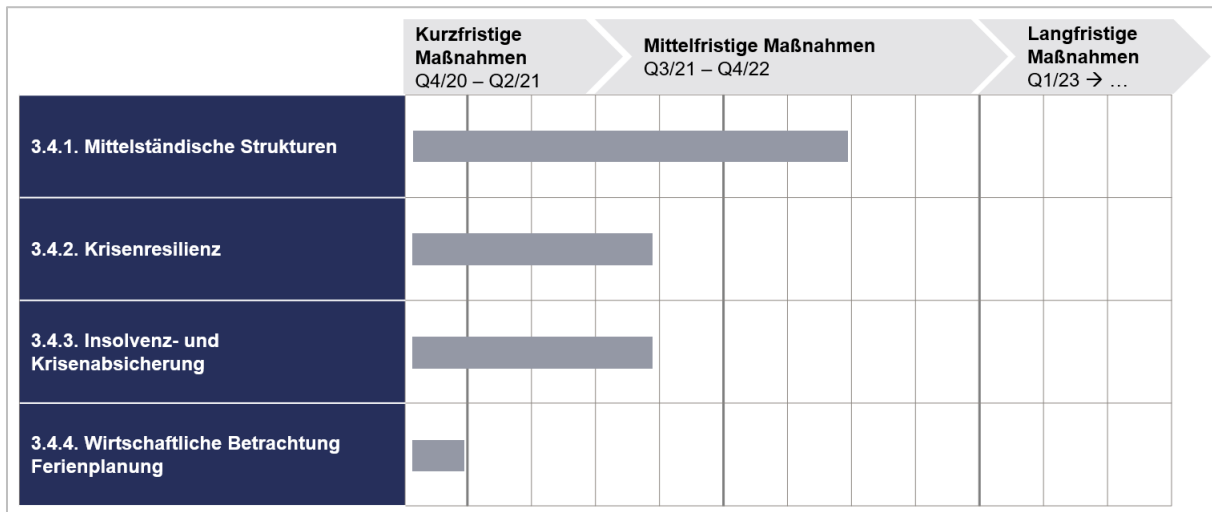 Kurzfristige
Maßnahmen
Q4/20 – Q2/21
Mittelfristige Maßnahmen
Q3/21 – Q4/22
Langfristige
Maßnahmen
Q1/23 → …
3.4.1. Mittelständische Strukturen
3.4.2. Krisenresilienz
3.4.3. Insolvenz- und
Krisenabsicherung
3.4.4. Wirtschaftliche Betrachtung
Ferienplanung